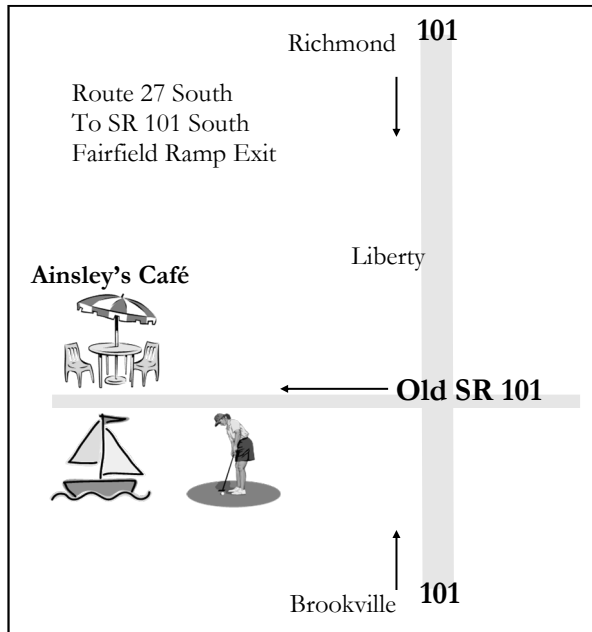 101
Richmond
Route 27 South
To SR 101 South
Fairfield Ramp Exit
Liberty
Ainsley’s Café
Old SR 101
Brookville
101